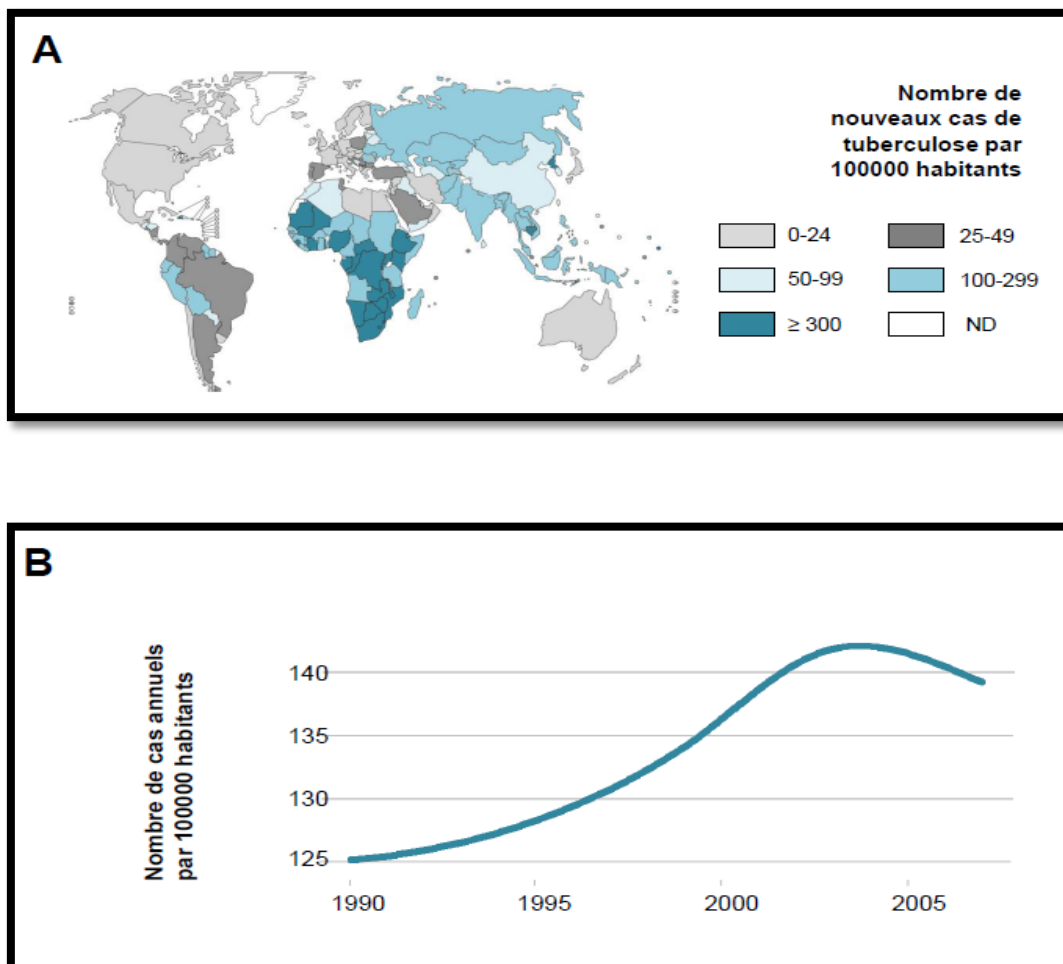 A
Nombre de
nouveaux cas de
tuberculose par
100000 habitants
0-24
25-49
50-99
100-299
≥ 300
ND
B
Nombre de cas annuels
par 100000 habitants
140
135
130
125
1990
1995
2000
2005